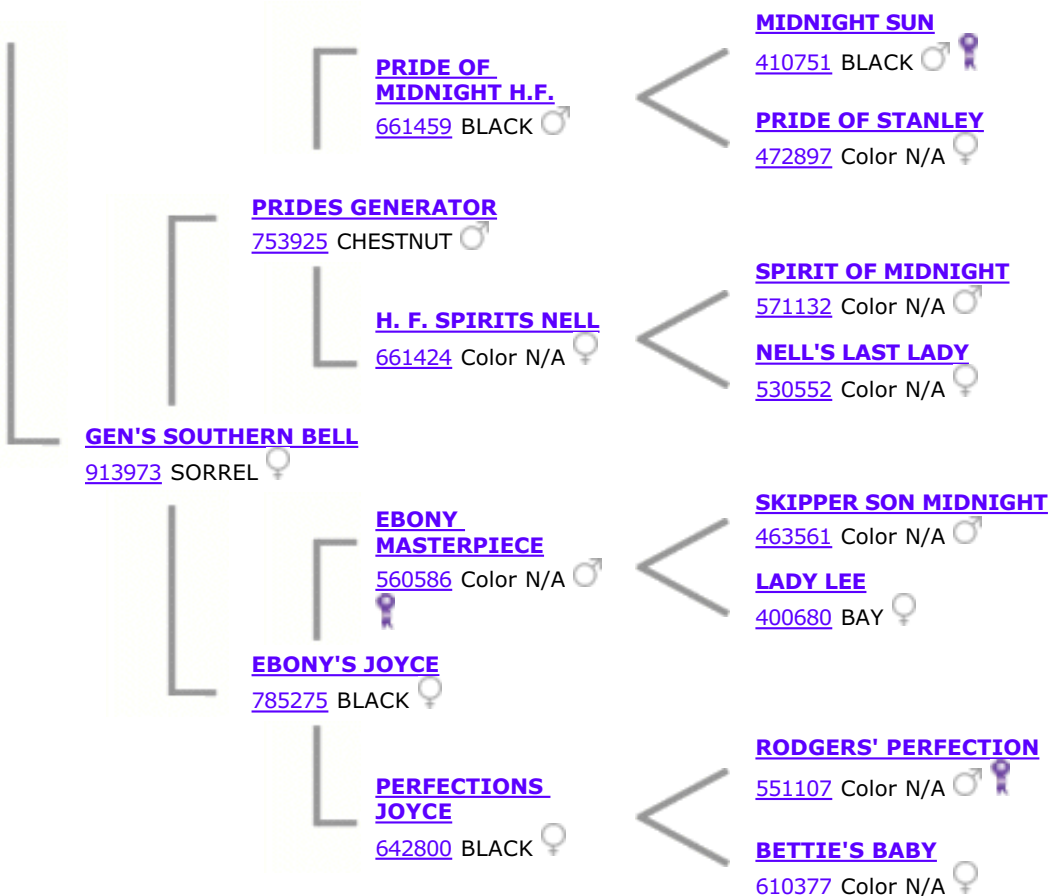 MIDNIGHT SUN
410751 BLACK
PRIDE OF
MIDNIGHT H.F.
661459 BLACK
PRIDE OF STANLEY
472897 Color N/A
PRIDES GENERATOR
753925 CHESTNUT
SPIRIT OF MIDNIGHT
571132 Color N/A
H. F. SPIRITS NELL
661424 Color N/A
NELL'S LAST LADY
530552 Color N/A
GEN'S SOUTHERN BELL
913973 SORREL
SKIPPER SON MIDNIGHT
463561 Color N/A
EBONY
MASTERPIECE
560586 Color N/A
LADY LEE
400680 BAY
EBONY'S JOYCE
785275 BLACK
RODGERS' PERFECTION
551107 Color N/A
PERFECTIONS
JOYCE
642800 BLACK
BETTIE'S BABY
610377 Color N/A